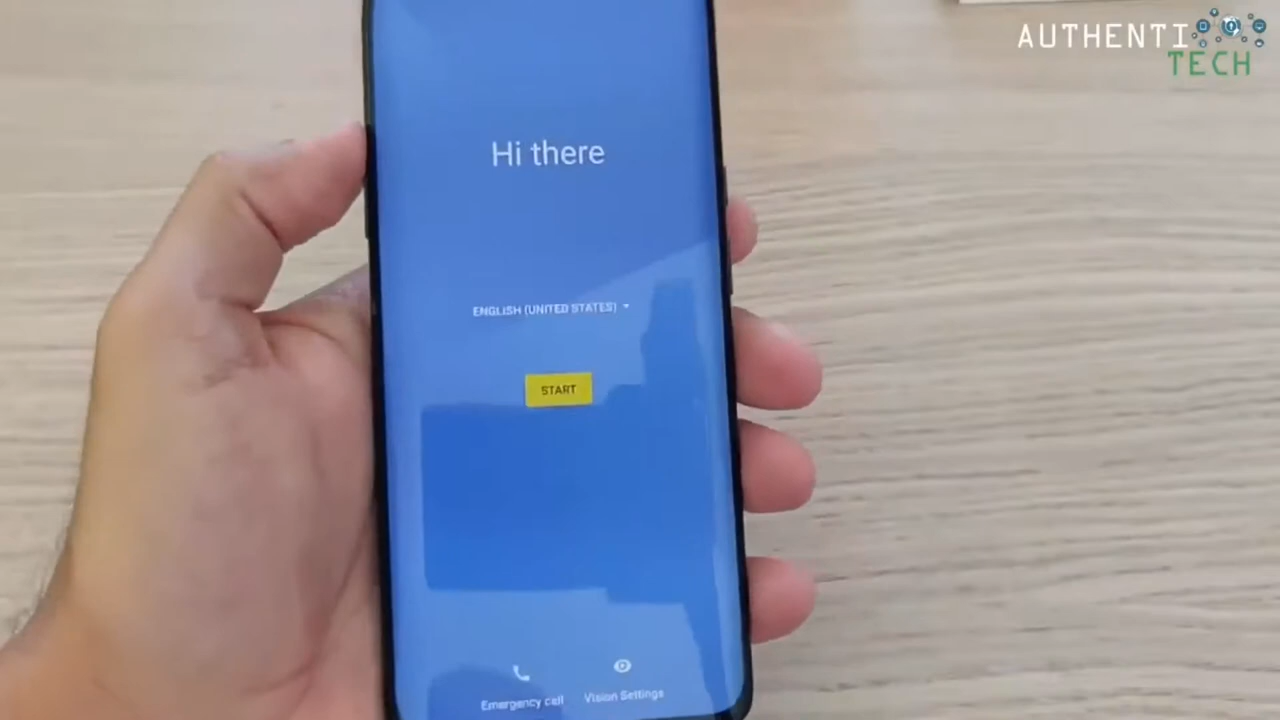 AUTHENTI
TECH
Hi there
ENGLISH (UNITED STATES)
START
Emergency call
Vision Settings